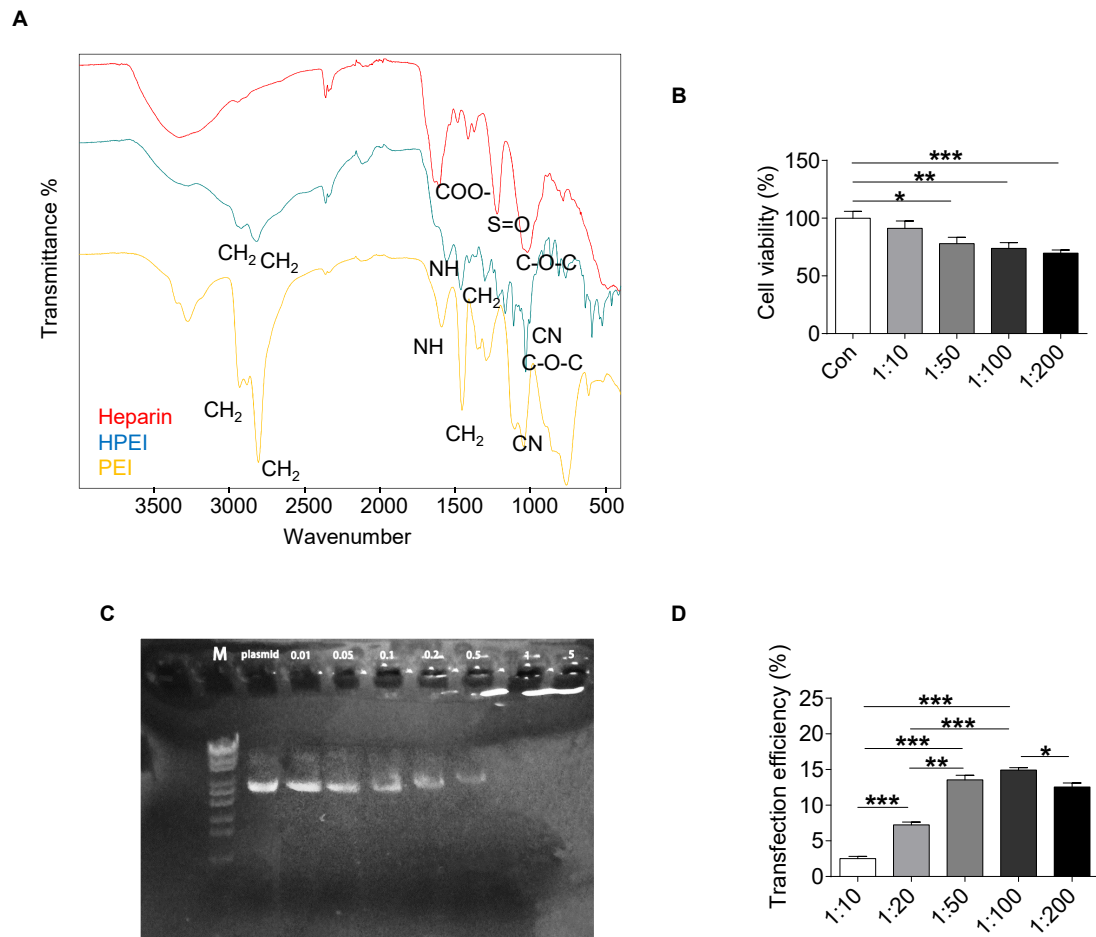 A
Transmittance %
COO-
S=O
C-O-C
CH₂ CH₂
NH
CH₂
CN
C-O-C
NH
CH₂
CH₂
CH₂
CN
Heparin
HPEI
PEI
3500 3000 2500 2000 1500 1000 500
Wavenumber
B
Cell viability (%)
150
100
50
0
***
**
*
Con 1:10 1:50 1:100 1:200
C
M plasmid 0.01 0.05 0.1 0.2 0.5 1 5
D
Transfection efficiency (%)
25
20
15
10
5
0
***
***
***
*
**
***
1:10 1:20 1:50 1:100 1:200